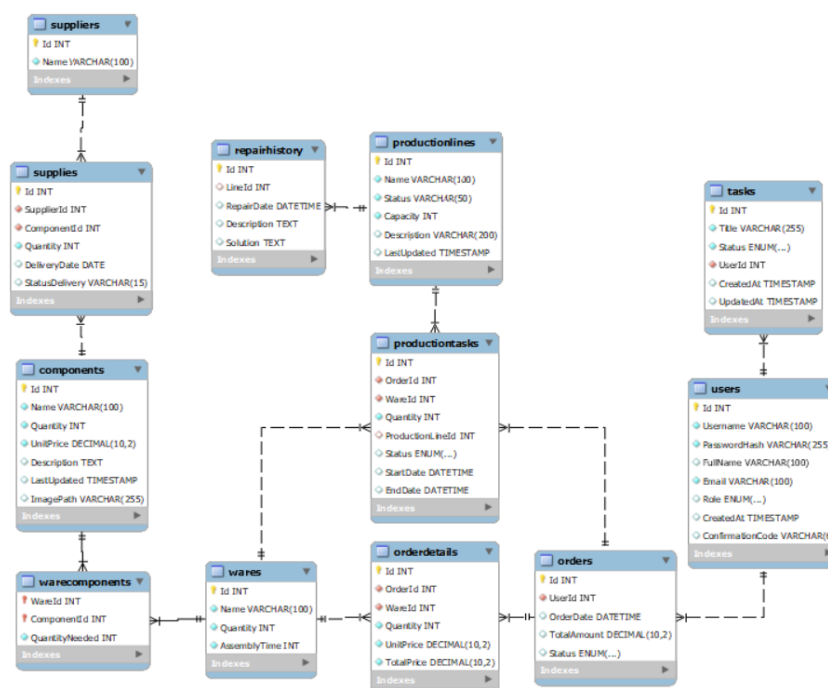 suppliers
Id INT
Name VARCHAR(100)
Indexes
supplies
Id INT
SupplierId INT
ComponentId INT
Quantity INT
DeliveryDate DATE
StatusDelivery VARCHAR(15)
Indexes
components
Id INT
Name VARCHAR(100)
Quantity INT
UnitPrice DECIMAL(10,2)
Description TEXT
LastUpdated TIMESTAMP
ImagePath VARCHAR(255)
Indexes
warecomponents
WareId INT
ComponentId INT
QuantityNeeded INT
Indexes
repairhistory
Id INT
LineId INT
RepairDate DATETIME
Description TEXT
Solution TEXT
Indexes
productionlines
Id INT
Name VARCHAR(100)
Status VARCHAR(50)
Capacity INT
Description VARCHAR(200)
LastUpdated TIMESTAMP
Indexes
productiontasks
Id INT
OrderId INT
WareId INT
Quantity INT
ProductionLineId INT
Status ENUM(...)
StartDate DATETIME
EndDate DATETIME
Indexes
wares
Id INT
Name VARCHAR(100)
Quantity INT
AssemblyTime INT
Indexes
orderdetails
Id INT
OrderId INT
WareId INT
Quantity INT
UnitPrice DECIMAL(10,2)
TotalPrice DECIMAL(10,2)
Indexes
orders
Id INT
UserId INT
OrderDate DATETIME
TotalAmount DECIMAL(10,2)
Status ENUM(...)
Indexes
tasks
Id INT
Title VARCHAR(255)
Status ENUM(...)
UserId INT
CreatedAt TIMESTAMP
UpdatedAt TIMESTAMP
Indexes
users
Id INT
Username VARCHAR(100)
PasswordHash VARCHAR(255)
FullName VARCHAR(100)
Email VARCHAR(100)
Role ENUM(...)
CreatedAt TIMESTAMP
ConfirmationCode
Indexes